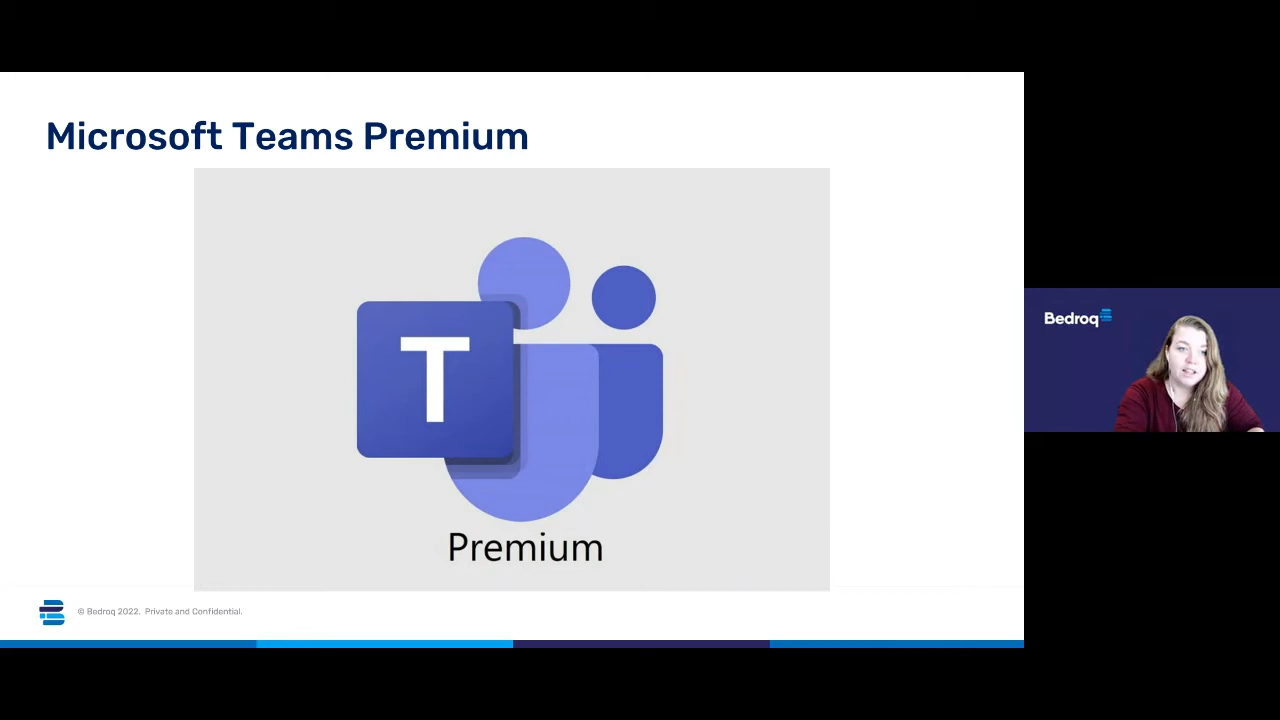 Microsoft Teams Premium
T
Premium
© Bedroq 2022. Private and Confidential.
Bedroq